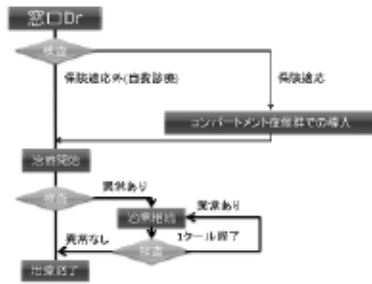 窓口Dr
検査
保険適応外(自費診療)
保険適応
コンパートメント症候群での導入
治療開始
検査
異常あり
治療継続
異常あり
異常なし
1クール終了
検査
治療終了